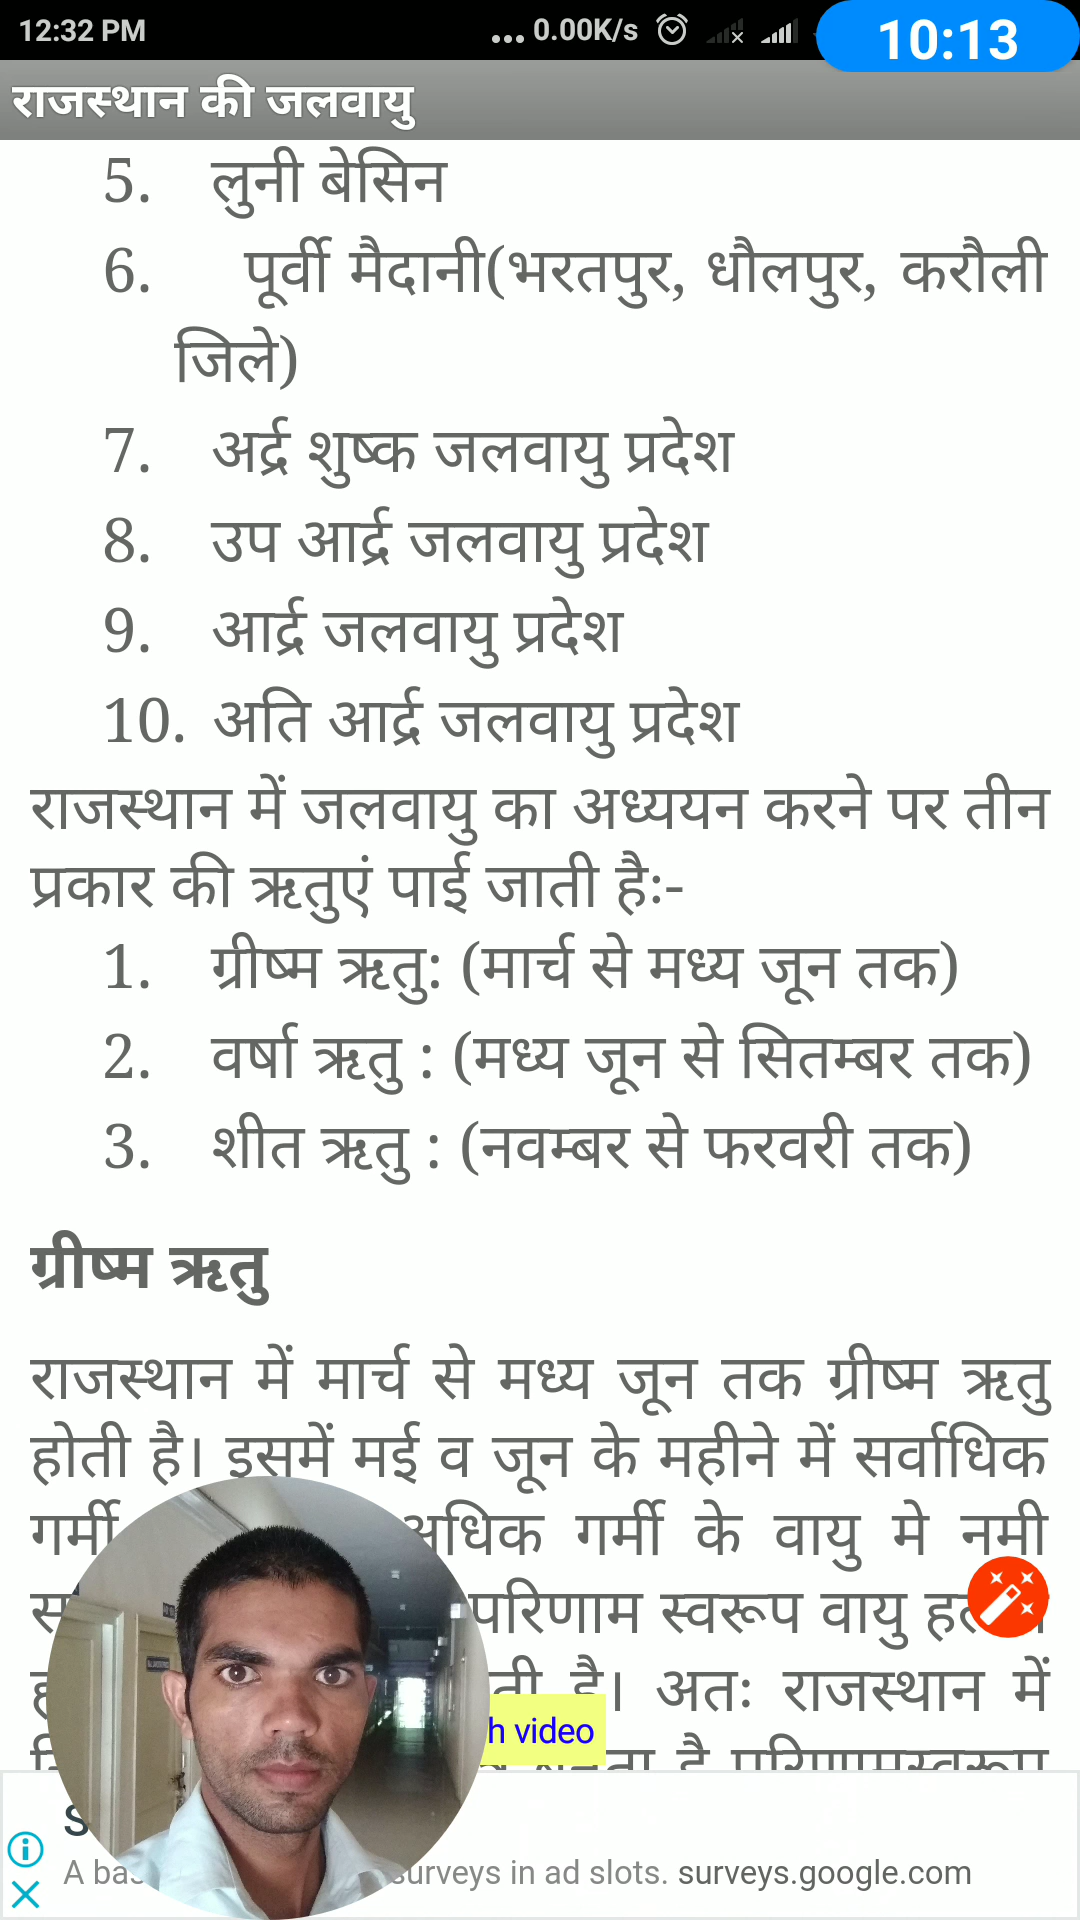 12:32 PM
... 0.00K/s
10:13
राजस्थान की जलवायु
5. लुनी बेसिन
6. पूर्वी मैदानी(भरतपुर, धौलपुर, करौली
जिले)
7. अर्द्र शुष्क जलवायु प्रदेश
8. उप आर्द्र जलवायु प्रदेश
9. आर्द्र जलवायु प्रदेश
10. अति आर्द्र जलवायु प्रदेश
राजस्थान में जलवायु का अध्ययन करने पर तीन
प्रकार की ऋतुएं पाई जाती हैः-
1. ग्रीष्म ऋतु: (मार्च से मध्य जून तक)
2. वर्षा ऋतु : (मध्य जून से सितम्बर तक)
3. शीत ऋतु : (नवम्बर से फरवरी तक)
ग्रीष्म ऋतु
राजस्थान में मार्च से मध्य जून तक ग्रीष्म ऋतु
होती है। इसमें मई व जून के महीने में सर्वाधिक
गर्मी अधिक गर्मी के वायु मे नमी
परिणाम स्वरूप वायु
है। अतः राजस्थान में
है परिणामस्वरूप
h video
surveys in ad slots. surveys.google.com